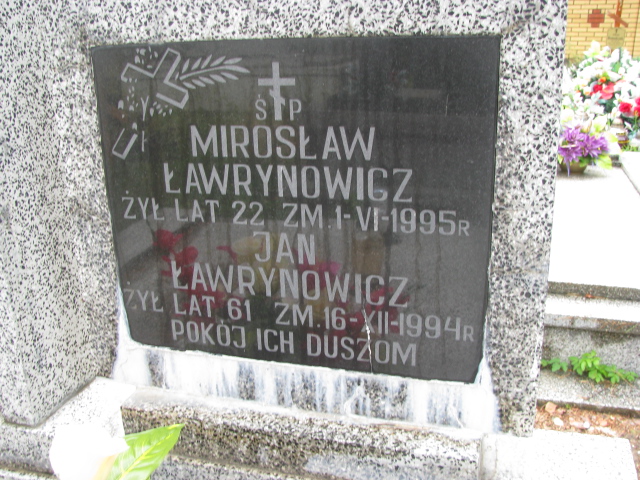 Ś P
MIROSŁAW
ŁAWRYNOWICZ
ŻYŁ LAT 22 ZM. 1-VI-1995R
JAN
ŁAWRYNOWICZ
ŻYŁ LAT 61 ZM. 16-XII-1994R
POKÓJ ICH DUSZOM